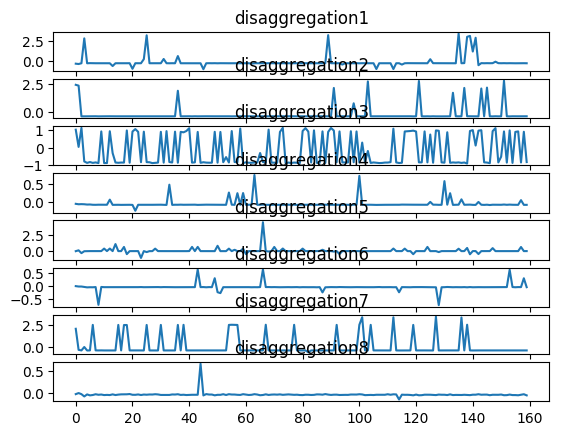 disaggregation1
2.5
0.0
disaggregation2
2.5
0.0
disaggregation3
1
0
−1
disaggregation4
0.5
0.0
disaggregation5
2.5
0.0
disaggregation6
0.5
0.0
−0.5
disaggregation7
2.5
0.0
disaggregation8
0.5
0.0
0 20 40 60 80 100 120 140 160